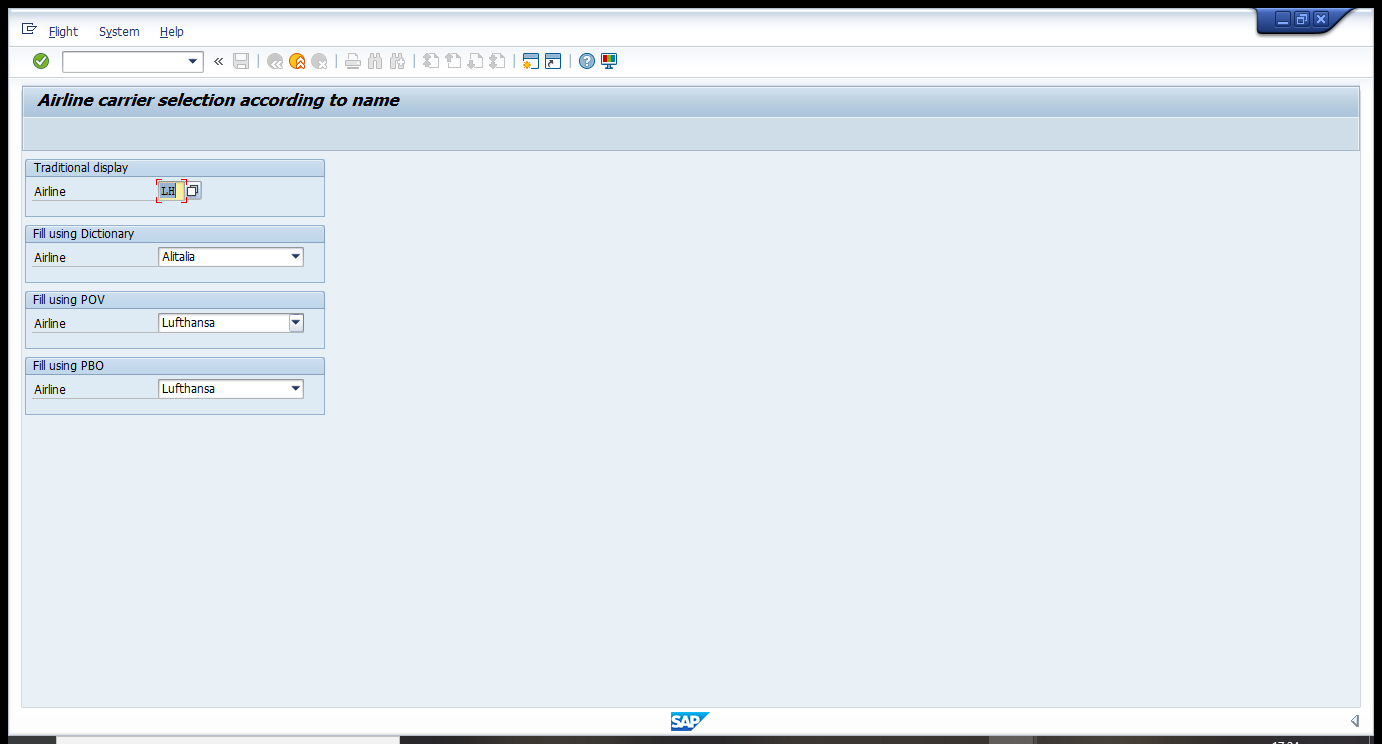 Flight System Help
Airline carrier selection according to name
Traditional display
Airline LH
Fill using Dictionary
Airline Alitalia
Fill using POV
Airline Lufthansa
Fill using PBO
Airline Lufthansa
SAP